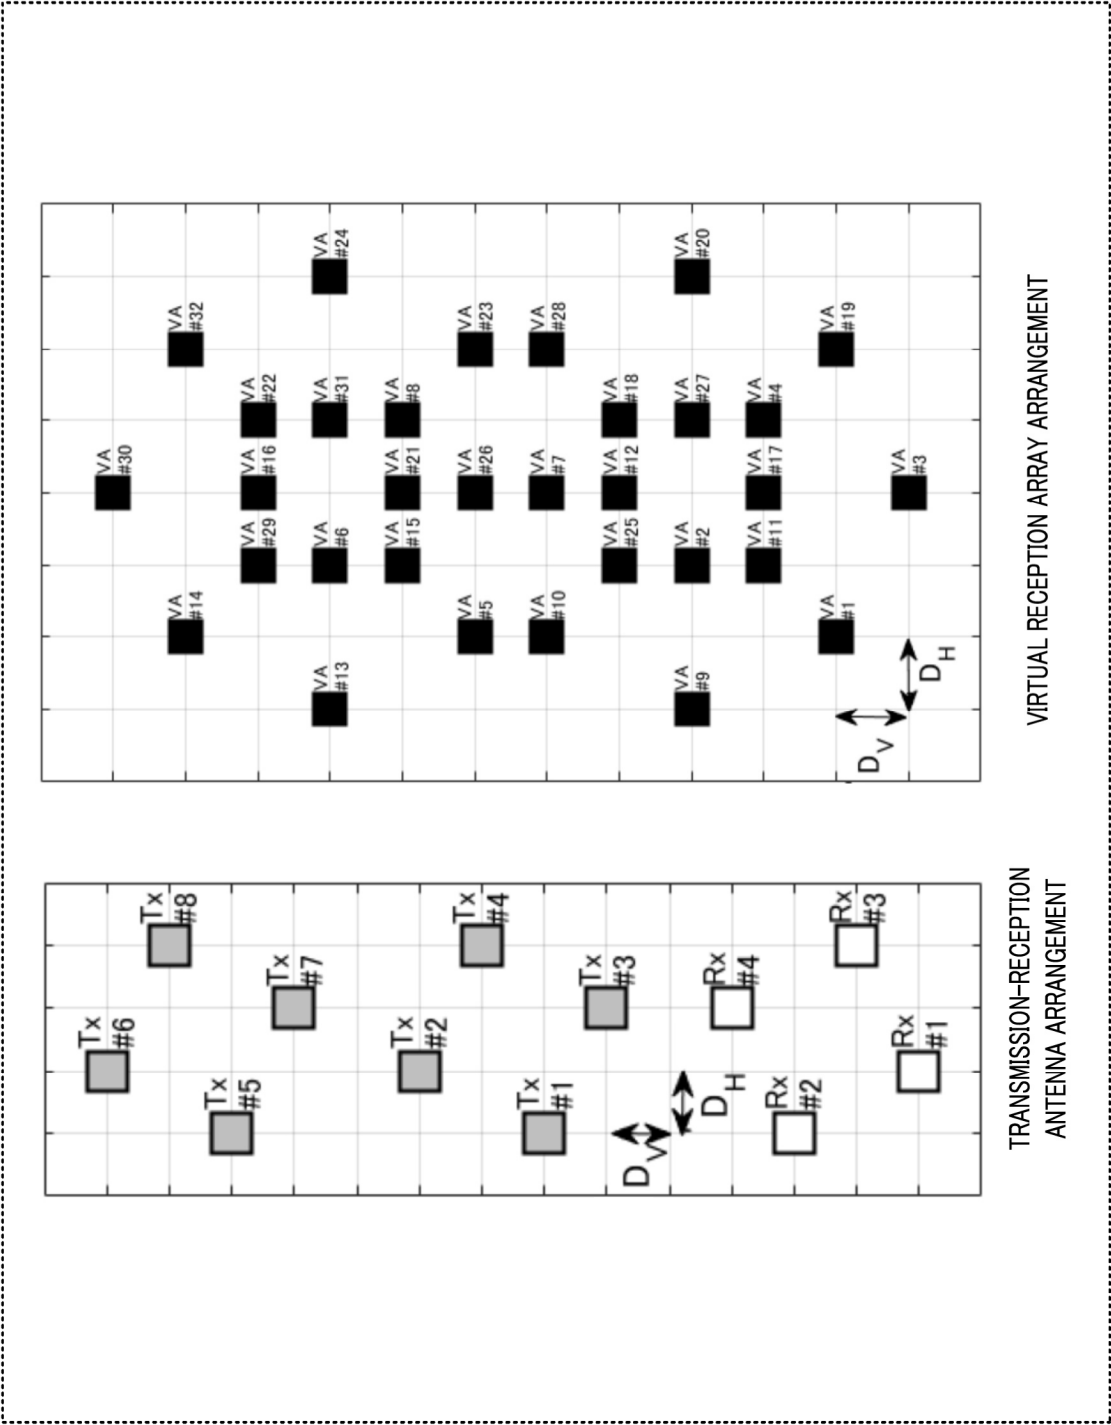 VA
#24
VA
#20
VA
#32
VA
#23
VA
#28
VA
#19
VA
#22
VA
#31
VA
#8
VA
#18
VA
#27
VA
#4
VA
#30
VA
#16
VA
#21
VA
#26
VA
#7
VA
#12
VA
#17
VA
#3
VA
#29
VA
#6
VA
#15
VA
#25
VA
#2
VA
#11
VA
#14
VA
#5
VA
#10
VA
#1
VA
#13
VA
#9
DH
DV
VIRTUAL RECEPTION ARRAY ARRANGEMENT
Tx
#8
Tx
#4
Rx
#3
Tx
#7
Tx
#3
Rx
#4
Tx
#6
Tx
#2
Rx
#1
Tx
#5
Tx
#1
Rx
#2
DH
DV
TRANSMISSION-RECEPTION
ANTENNA ARRANGEMENT